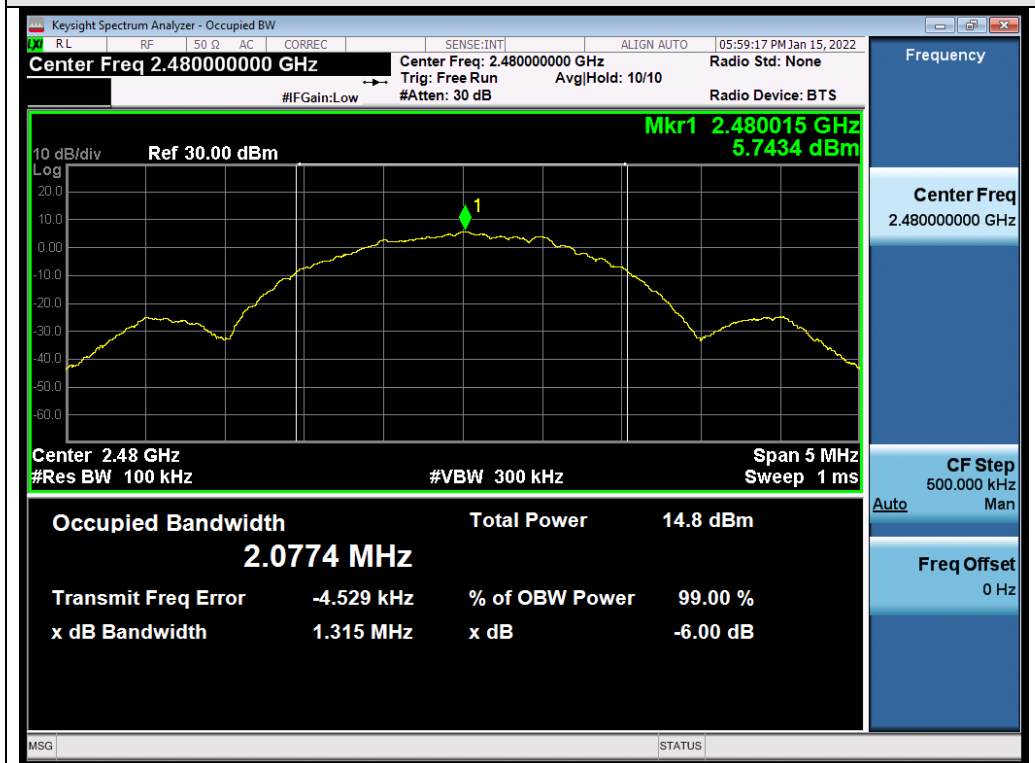 Keysight Spectrum Analyzer - Occupied BW
LXI RL RF 50 Ω AC CORREC SENSE:INT ALIGN AUTO 05:59:17 PM Jan 15, 2022
Center Freq 2.480000000 GHz
Center Freq: 2.480000000 GHz
Radio Std: None
Trig: Free Run Avg|Hold: 10/10
#IFGain:Low
#Atten: 30 dB
Radio Device: BTS
Frequency
Mkr1 2.480015 GHz
5.7434 dBm
10 dB/div Ref 30.00 dBm
Log
20.0
10.0
0.00
-10.0
-20.0
-30.0
-40.0
-50.0
-60.0
1
Center 2.48 GHz Span 5 MHz
#Res BW 100 kHz #VBW 300 kHz Sweep 1 ms
Center Freq
2.480000000 GHz
CF Step
500.000 kHz
Auto Man
Freq Offset
0 Hz
Occupied Bandwidth Total Power 14.8 dBm
2.0774 MHz
Transmit Freq Error -4.529 kHz % of OBW Power 99.00 %
x dB Bandwidth 1.315 MHz x dB -6.00 dB
MSG STATUS